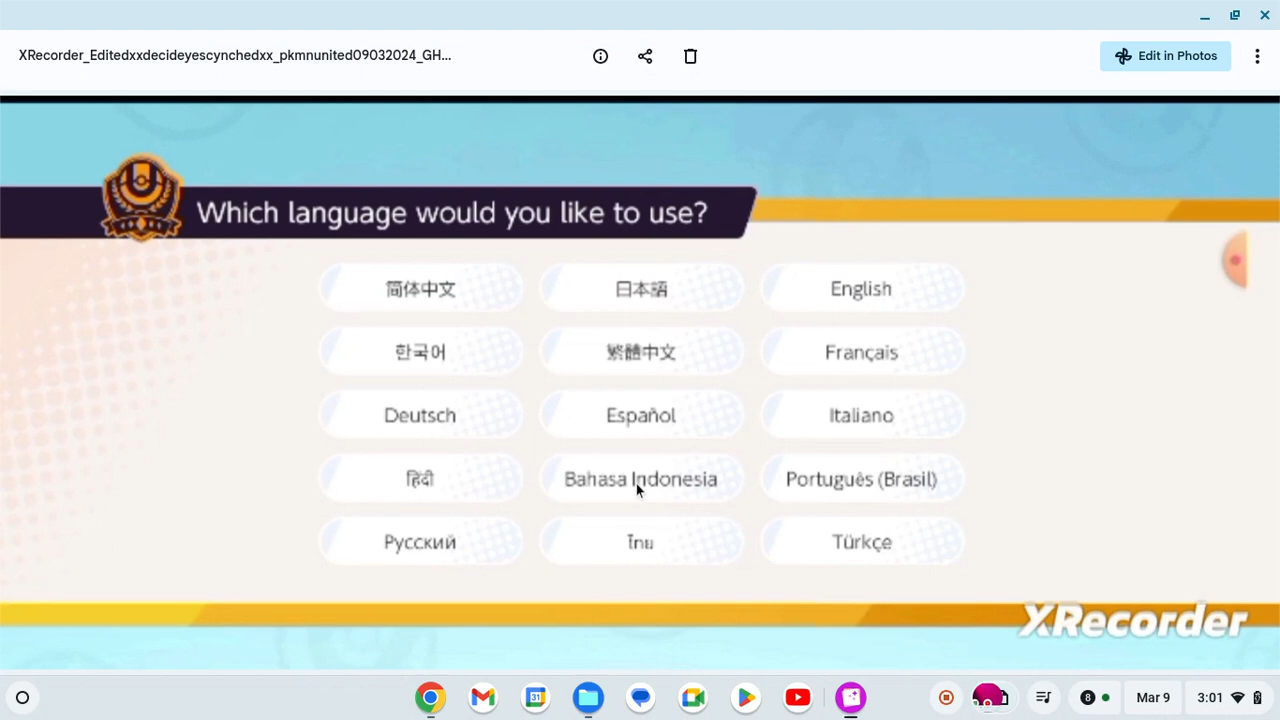 XRecorder_Editedxxdecideyescynchedxx_pkmnunited09032024_GH...
Edit in Photos
Which language would you like to use?
简体中文 日本語 English
한국어 繁體中文 Français
Deutsch Español Italiano
हिंदी Bahasa Indonesia Português (Brasil)
Русский ไทย Türkçe
XRecorder
31
8 Mar 9 3:01